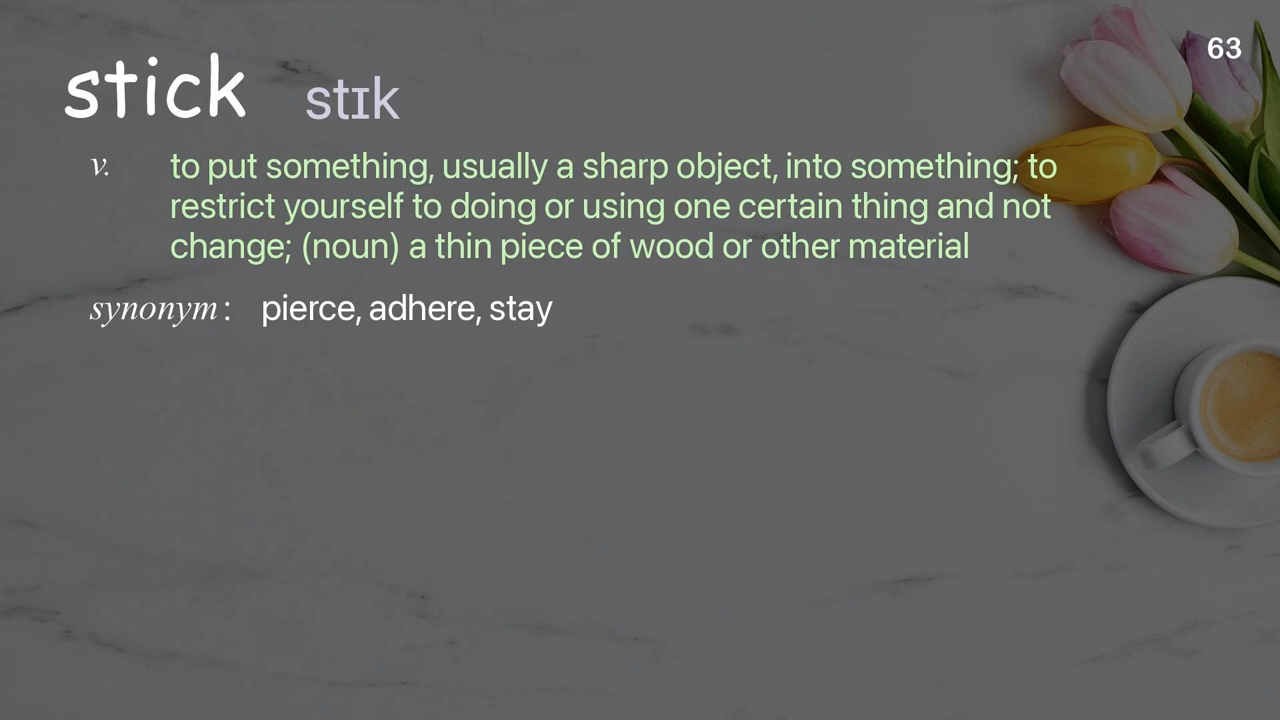 63
stick stɪk
v. to put something, usually a sharp object, into something; to
restrict yourself to doing or using one certain thing and not
change; (noun) a thin piece of wood or other material
synonym: pierce, adhere, stay